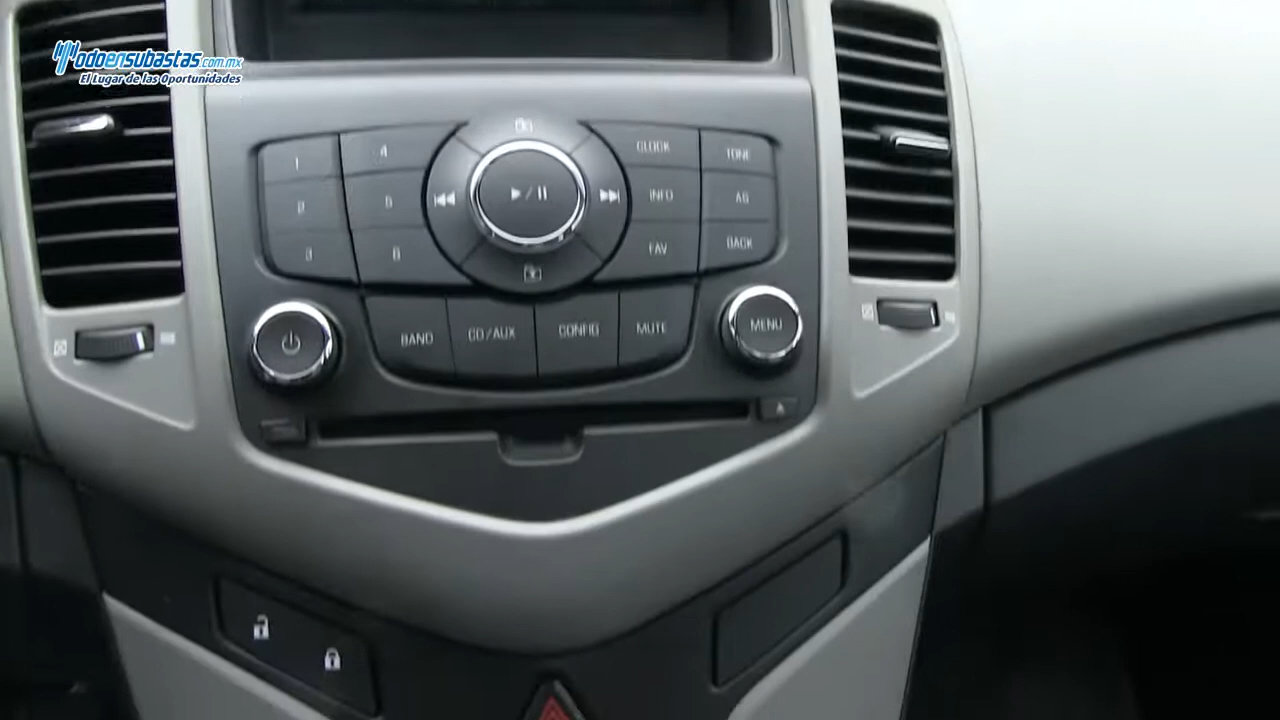 Todoensubastas.com.mx
El Lugar de las Oportunidades
1 4 CLOCK TONE
2 5 INFO AS
3 6 FAV BACK
BAND CD/AUX CONFIG MUTE MENU